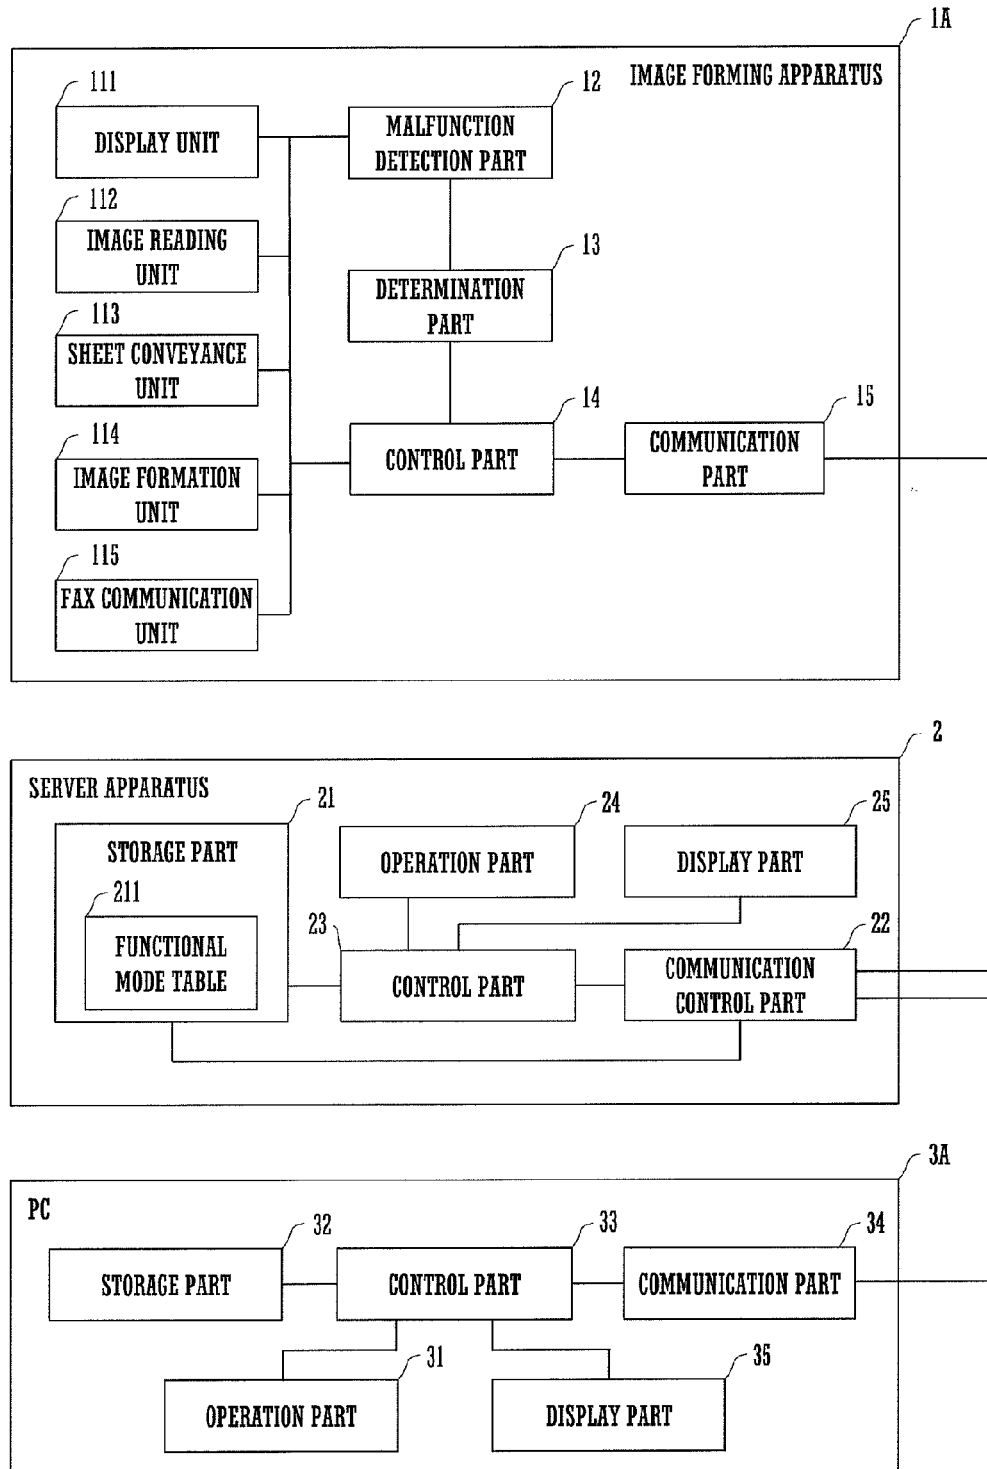 1A
IMAGE FORMING APPARATUS
111
DISPLAY UNIT
12
MALFUNCTION
DETECTION PART
112
IMAGE READING
UNIT
13
DETERMINATION
PART
113
SHEET CONVEYANCE
UNIT
14
CONTROL PART
15
COMMUNICATION
PART
114
IMAGE FORMATION
UNIT
115
FAX COMMUNICATION
UNIT
2
SERVER APPARATUS
21
STORAGE PART
211
FUNCTIONAL
MODE TABLE
24
OPERATION PART
25
DISPLAY PART
23
CONTROL PART
22
COMMUNICATION
CONTROL PART
3A
PC
32
STORAGE PART
33
CONTROL PART
34
COMMUNICATION PART
31
OPERATION PART
35
DISPLAY PART